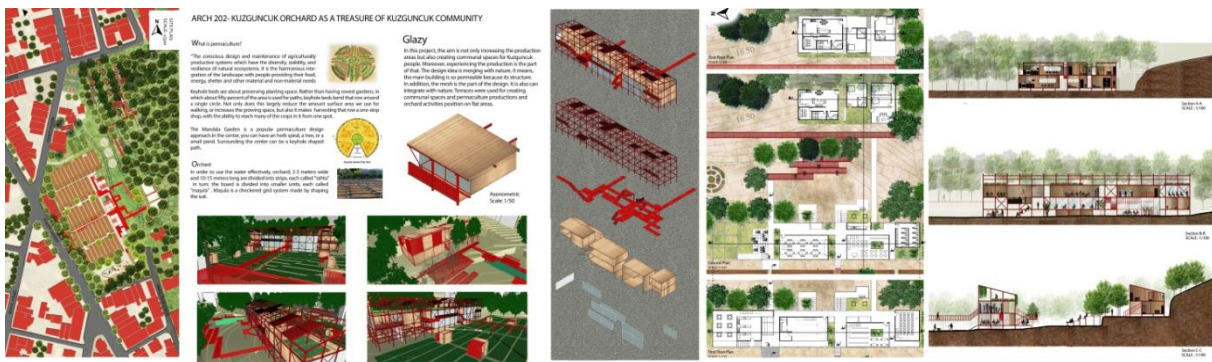 SITE PLAN
ARCH 202- KUZGUNCUK ORCHARD AS A TREASURE OF KUZGUNCUK COMMUNITY
What is permaculture?
"The conscious design and maintenance of agriculturally
productive systems which have the diversity, stability, and
resilience of natural ecosystems. It is the harmonious inte-
gration of the landscape with people providing their food,
energy, shelter and other material and non-material needs
Keyhole beds are about preserving planting space. Rather than having rowed gardens, in
which about fifty percent of the area is used for paths, keyhole beds bend that row around
a single circle. Not only does this largely reduce the amount surface area we use for
walking, or increases the growing space, but also it makes harvesting that row a one-stop
shop, with the ability to reach many of the crops in it from one spot.
The Mandala Garden is a popular permaculture design
approach.In the center, you can have an herb spiral, a tree, or a
small pond. Surrounding the center can be a keyhole shaped
path.
Orchard
In order to use the water effectively, orchard, 2-3 meters wide
and 10-15 meters long are divided into strips, each called "tahta"
In turn, the board is divided into smaller units, each called
"maşula" . Maşula is a checkered grid system made by shaping
the soil.
Glazy
In this project, the aim is not only increasing the production
areas but also creating communal spaces for Kuzguncuk
people. Moreover, experiencing the production is the part
of that. The design idea is merging with nature. It means,
the main building is so permeable because its structure.
In addition, the mesh is the part of the design. It is also can
integrate with nature. Terraces were used for creating
communal spaces and permaculture productions and
orchard activities position on flat areas.
Axonometric
Scale: 1/50
N
Ground Plan
First Floor Plan
Section A-A
SCALE : 1/100
Section B-B
SCALE : 1/100
Section C-C
SCALE : 1/100